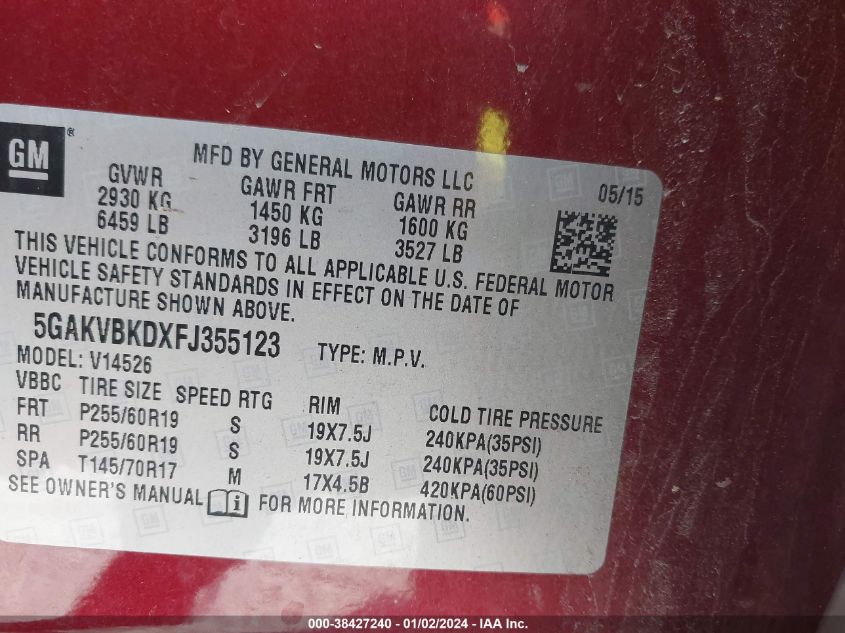 GM ®
MFD BY GENERAL MOTORS LLC 05/15
GVWR GAWR FRT GAWR RR
2930 KG 1450 KG 1600 KG
6459 LB 3196 LB 3527 LB
THIS VEHICLE CONFORMS TO ALL APPLICABLE U.S. FEDERAL MOTOR
VEHICLE SAFETY STANDARDS IN EFFECT ON THE DATE OF
MANUFACTURE SHOWN ABOVE.
5GAKVBKDXFJ355123 TYPE: M.P.V.
MODEL: V14526
VBBC TIRE SIZE SPEED RTG RIM COLD TIRE PRESSURE
FRT P255/60R19 S 19X7.5J 240KPA(35PSI)
RR P255/60R19 S 19X7.5J 240KPA(35PSI)
SPA T145/70R17 M 17X4.5B 420KPA(60PSI)
SEE OWNER'S MANUAL FOR MORE INFORMATION.
000-38427240 - 01/02/2024 - IAA Inc.